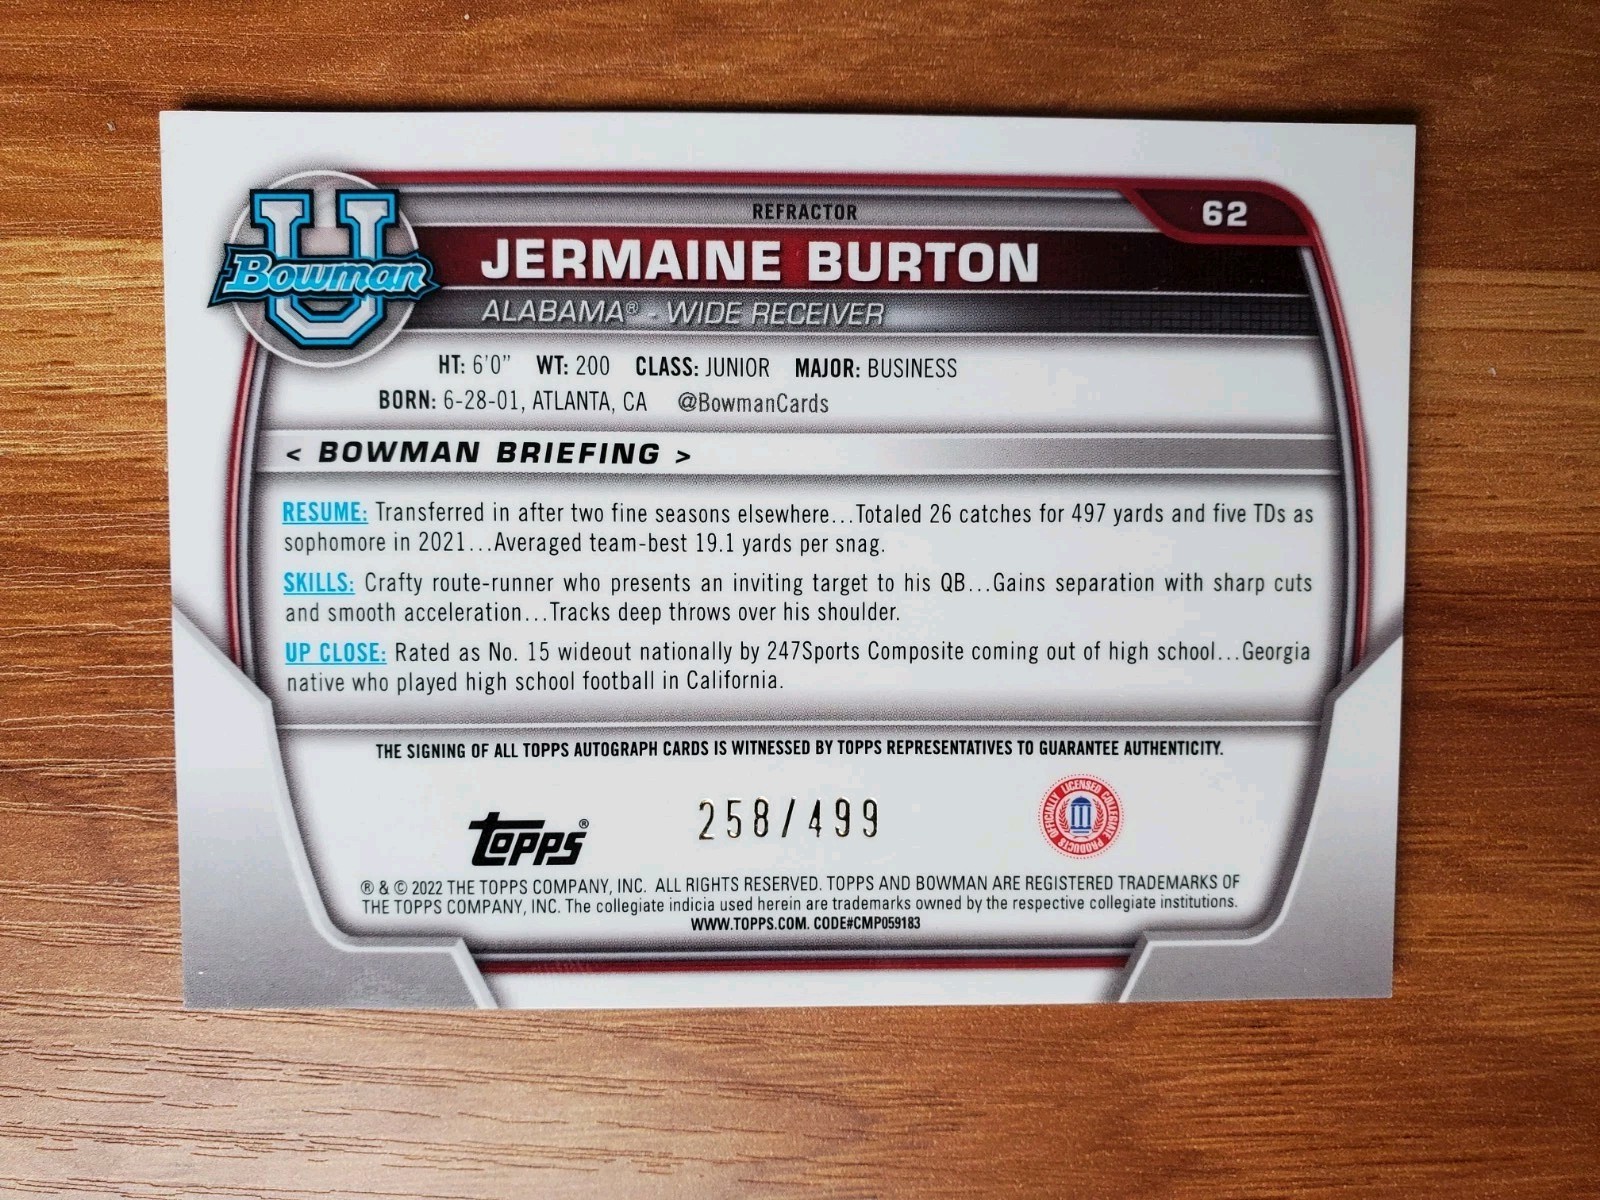 REFRACTOR
62
U
Bowman
JERMAINE BURTON
ALABAMA® - WIDE RECEIVER
HT: 6'0" WT: 200 CLASS: JUNIOR MAJOR: BUSINESS
BORN: 6-28-01, ATLANTA, CA @BowmanCards
< BOWMAN BRIEFING >
RESUME: Transferred in after two fine seasons elsewhere...Totaled 26 catches for 497 yards and five TDs as
sophomore in 2021...Averaged team-best 19.1 yards per snag.
SKILLS: Crafty route-runner who presents an inviting target to his QB...Gains separation with sharp cuts
and smooth acceleration...Tracks deep throws over his shoulder.
UP CLOSE: Rated as No. 15 wideout nationally by 247Sports Composite coming out of high school...Georgia
native who played high school football in California.
THE SIGNING OF ALL TOPPS AUTOGRAPH CARDS IS WITNESSED BY TOPPS REPRESENTATIVES TO GUARANTEE AUTHENTICITY.
topps® 258/499
OFFICIALLY LICENSED COLLEGIATE PRODUCTS
® & © 2022 THE TOPPS COMPANY, INC. ALL RIGHTS RESERVED. TOPPS AND BOWMAN ARE REGISTERED TRADEMARKS OF
THE TOPPS COMPANY, INC. The collegiate indicia used herein are trademarks owned by the respective collegiate institutions.
WWW.TOPPS.COM. CODE#CMP059183